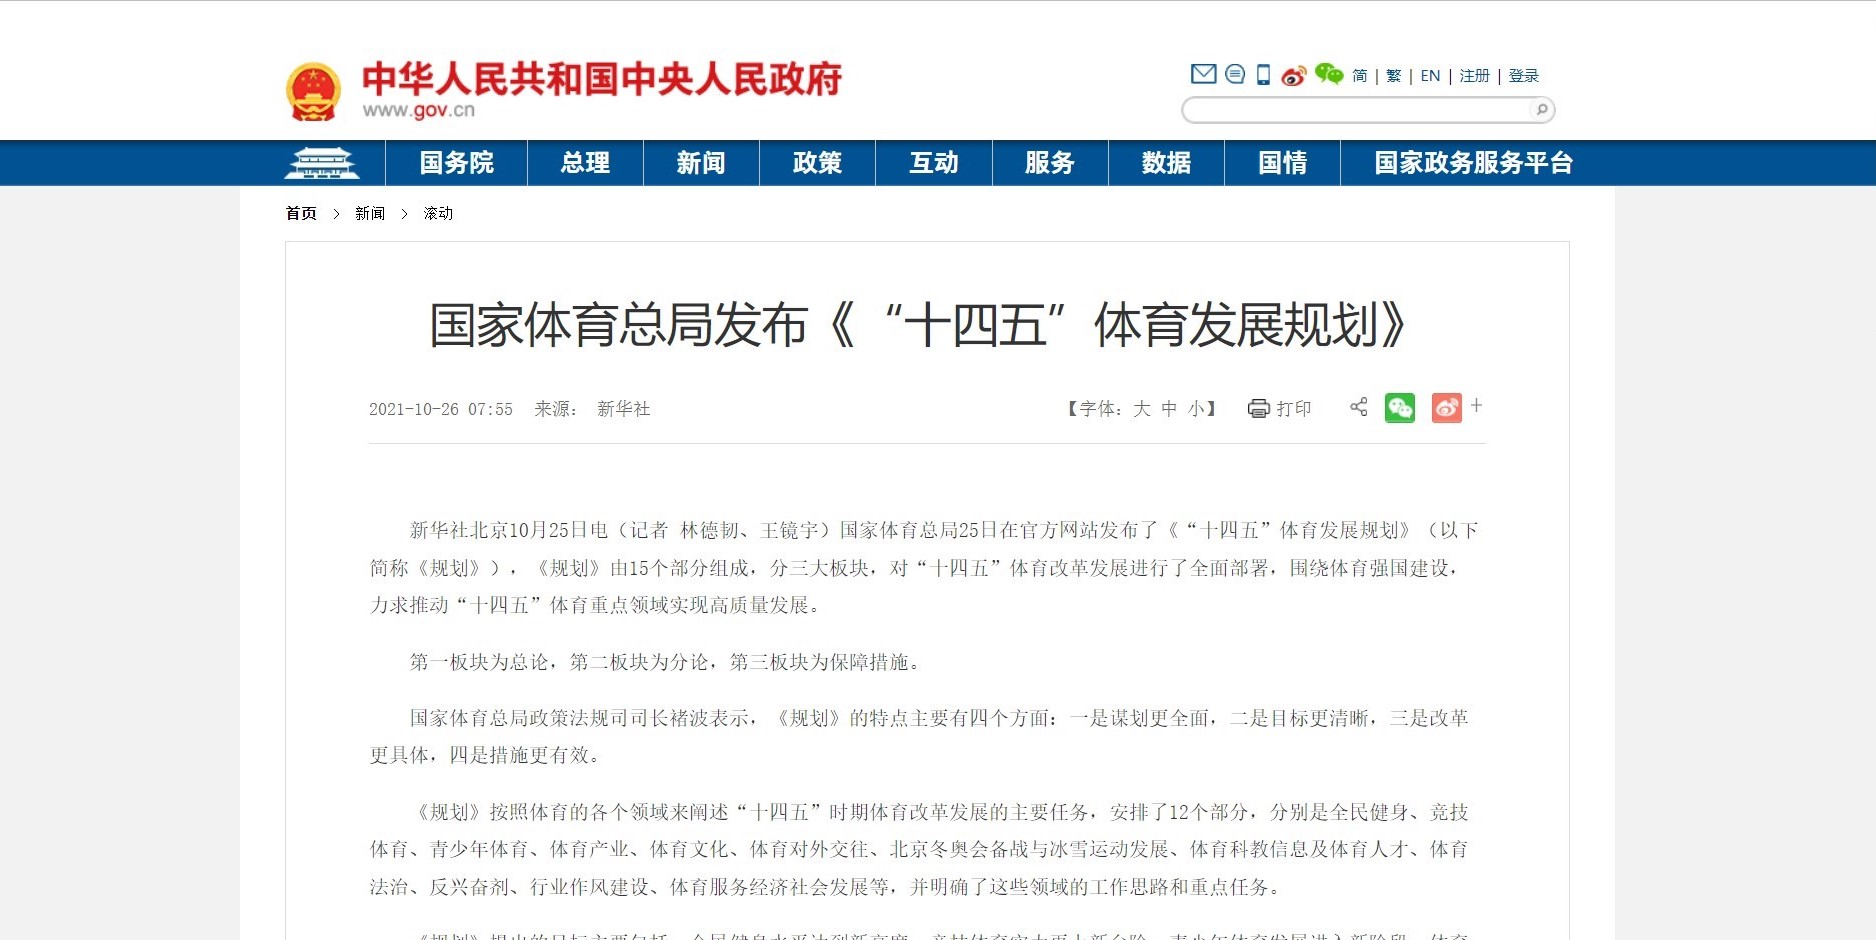 中华人民共和国中央人民政府
www.gov.cn
简 | 繁 | EN | 注册 | 登录
国务院 总理 新闻 政策 互动 服务 数据 国情 国家政务服务平台
首页 > 新闻 > 滚动
国家体育总局发布《“十四五”体育发展规划》
2021-10-26 07:55 来源： 新华社 【字体：大 中 小】 打印 +
新华社北京10月25日电（记者 林德韧、王镜宇）国家体育总局25日在官方网站发布了《“十四五”体育发展规划》（以下
简称《规划》），《规划》由15个部分组成，分三大板块，对“十四五”体育改革发展进行了全面部署，围绕体育强国建设，
力求推动“十四五”体育重点领域实现高质量发展。
第一板块为总论，第二板块为分论，第三板块为保障措施。
国家体育总局政策法规司司长褚波表示，《规划》的特点主要有四个方面：一是谋划更全面，二是目标更清晰，三是改革
更具体，四是措施更有效。
《规划》按照体育的各个领域来阐述“十四五”时期体育改革发展的主要任务，安排了12个部分，分别是全民健身、竞技
体育、青少年体育、体育产业、体育文化、体育对外交往、北京冬奥会备战与冰雪运动发展、体育科教信息及体育人才、体育
法治、反兴奋剂、行业作风建设、体育服务经济社会发展等，并明确了这些领域的工作思路和重点任务。